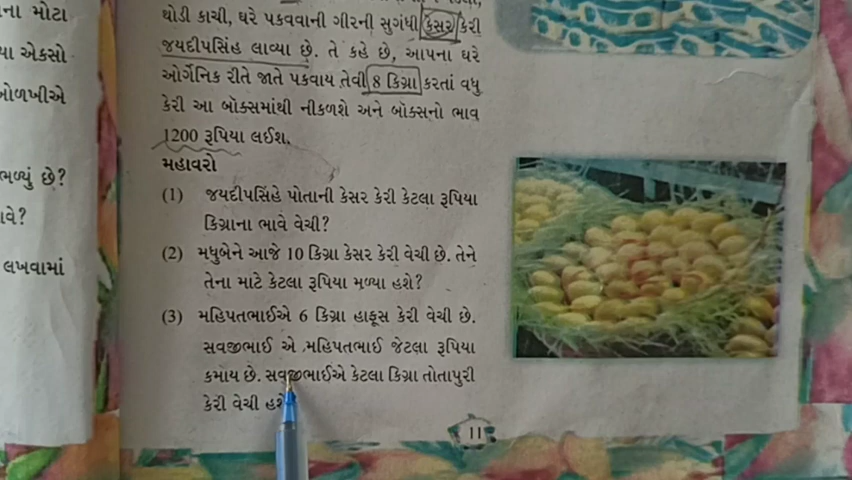 ના મોટા
યા એકસો
ઓળખીએ
ભળ્યું છે?
વે?
લખવામાં
થોડી કાચી, ઘરે પકવવાની ગીરની સુગંધી કેસર કેરી
જયદીપસિંહ લાવ્યા છે. તે કહે છે, આપના ઘરે
ઓર્ગેનિક રીતે જાતે પકવાય તેવી 8 કિગ્રા કરતાં વધુ
કેરી આ બૉક્સમાંથી નીકળશે અને બૉક્સનો ભાવ
1200 રૂપિયા લઈશ.
મહાવરો
(1) જયદીપસિંહે પોતાની કેસર કેરી કેટલા રૂપિયા
કિગ્રાના ભાવે વેચી?
(2) મધુબેને આજે 10 કિગ્રા કેસર કેરી વેચી છે. તેને
તેના માટે કેટલા રૂપિયા મળ્યા હશે?
(3) મહિપતભાઈએ 6 કિગ્રા હાફૂસ કેરી વેચી છે.
સવજીભાઈ એ મહિપતભાઈ જેટલા રૂપિયા
કમાય છે. સવજીભાઈએ કેટલા કિગ્રા તોતાપુરી
કેરી વેચી હશે
11